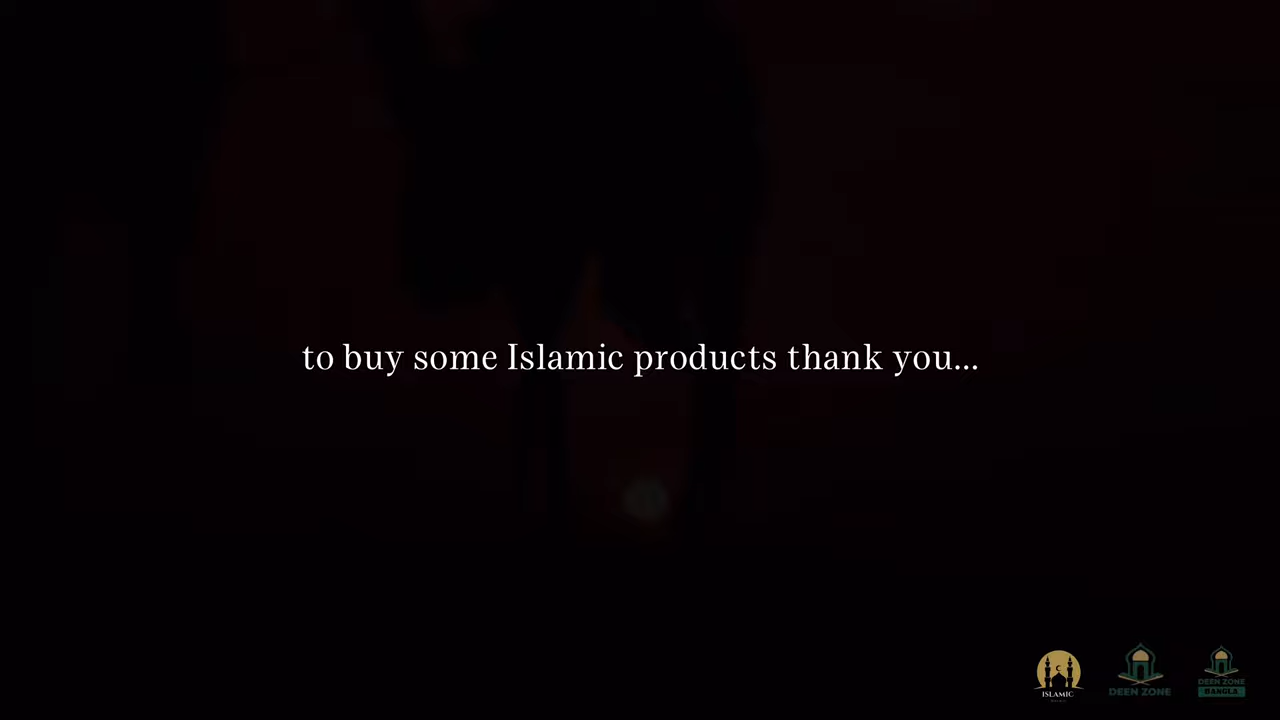 to buy some Islamic products thank you...
ISLAMIC
DEEN ZONE
DEEN ZONE
BANGLA